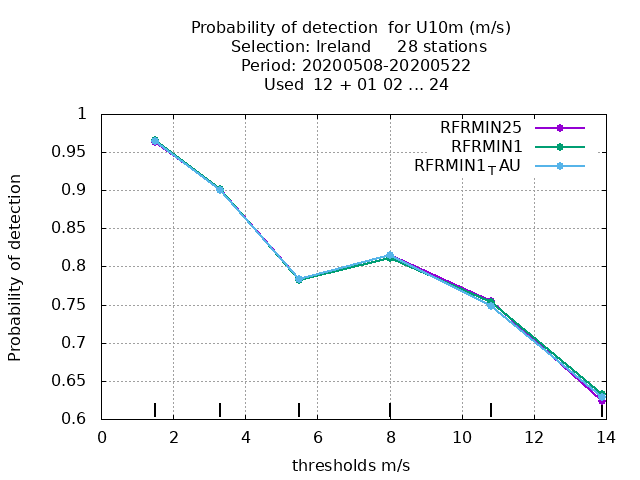 Probability of detection  for U10m (m/s)
Selection: Ireland     28 stations
Period: 20200508-20200522
Used  12 + 01 02 ... 24
RFRMIN25
RFRMIN1
RFRMIN1TAU
Probability of detection
1
0.95
0.9
0.85
0.8
0.75
0.7
0.65
0.6
0 2 4 6 8 10 12 14
thresholds m/s